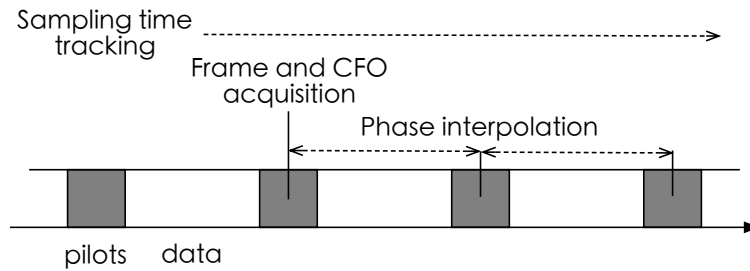 Sampling time
tracking
Frame and CFO
acquisition
Phase interpolation
pilots data